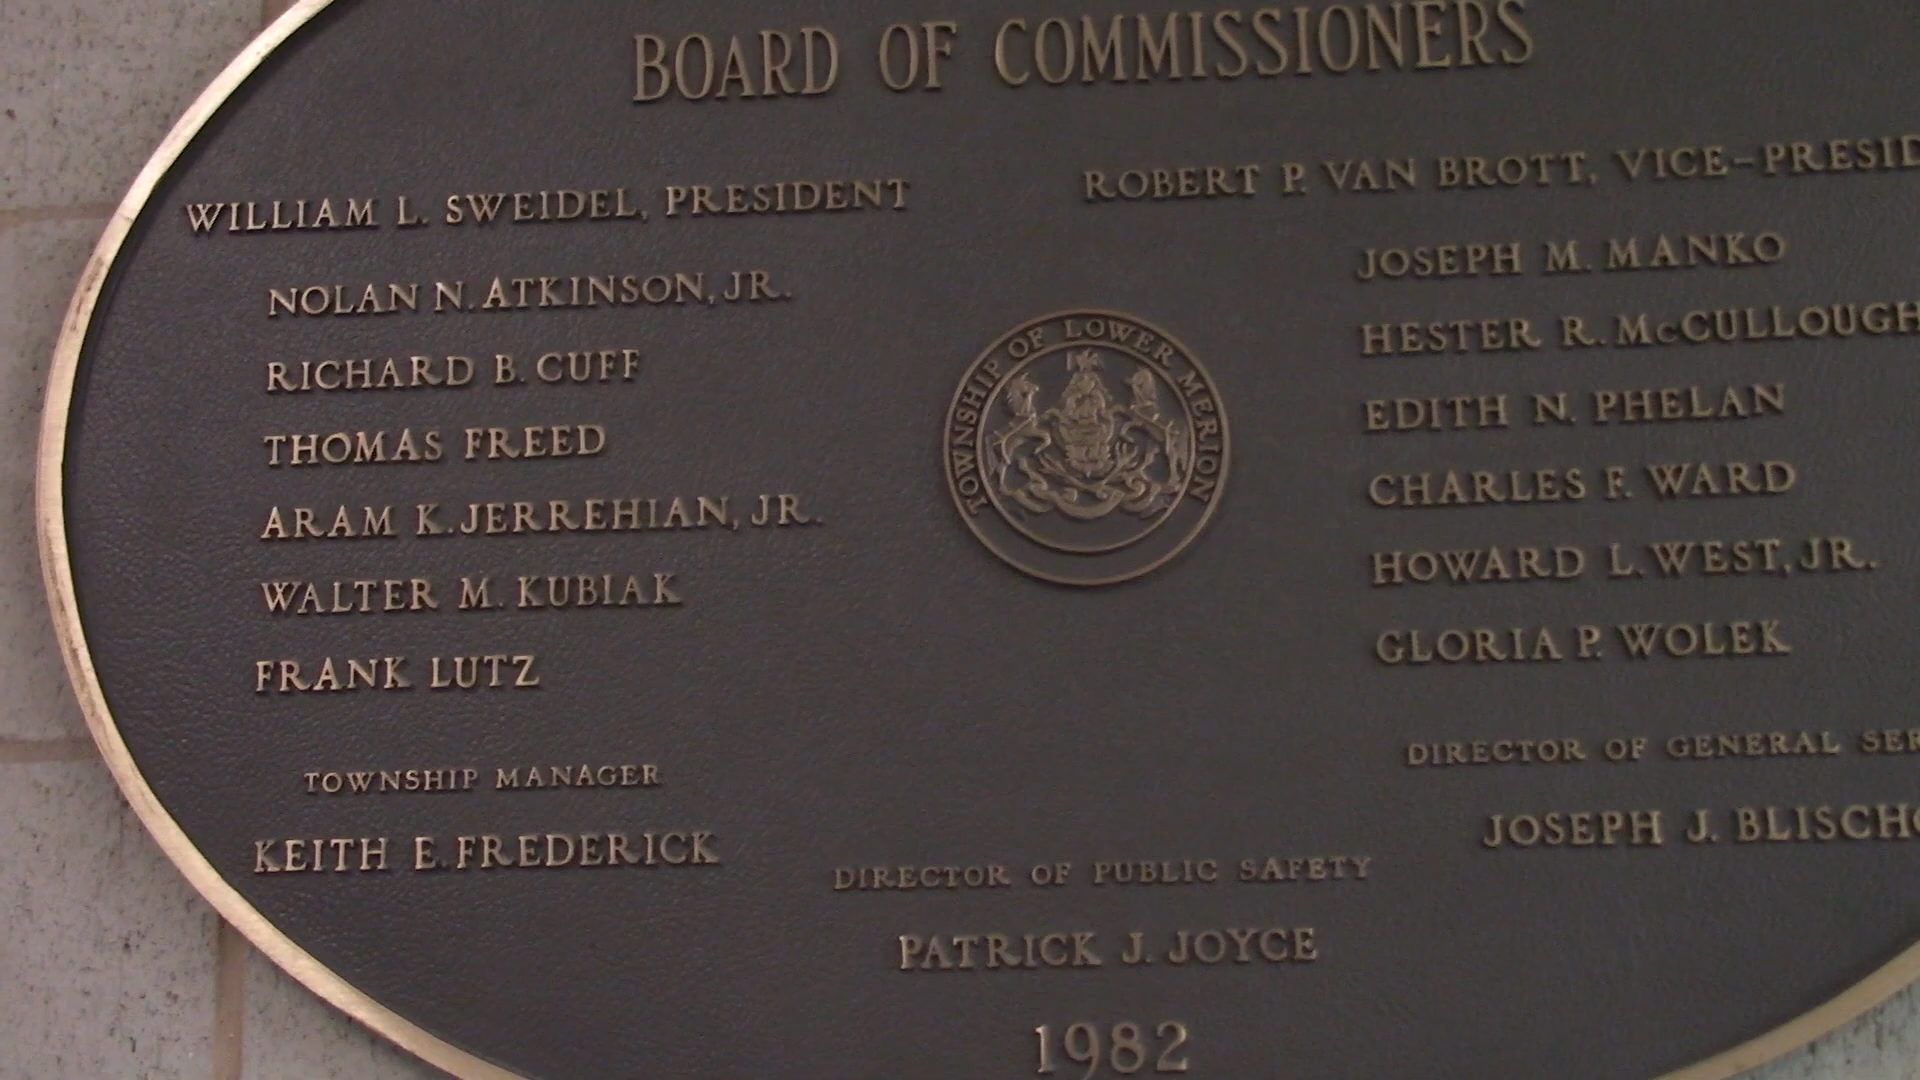 BOARD OF COMMISSIONERS
WILLIAM L. SWEIDEL, PRESIDENT
NOLAN N. ATKINSON, JR.
RICHARD B. CUFF
THOMAS FREED
ARAM K. JERREHIAN, JR.
WALTER M. KUBIAK
FRANK LUTZ
ROBERT P. VAN BROTT, VICE-PRESID
JOSEPH M. MANKO
HESTER R. McCULLOUGH
EDITH N. PHELAN
CHARLES F. WARD
HOWARD L. WEST, JR.
GLORIA P. WOLEK
TOWNSHIP OF LOWER MERION
TOWNSHIP MANAGER
KEITH E. FREDERICK
DIRECTOR OF GENERAL SER
JOSEPH J. BLISCH
DIRECTOR OF PUBLIC SAFETY
PATRICK J. JOYCE
1982